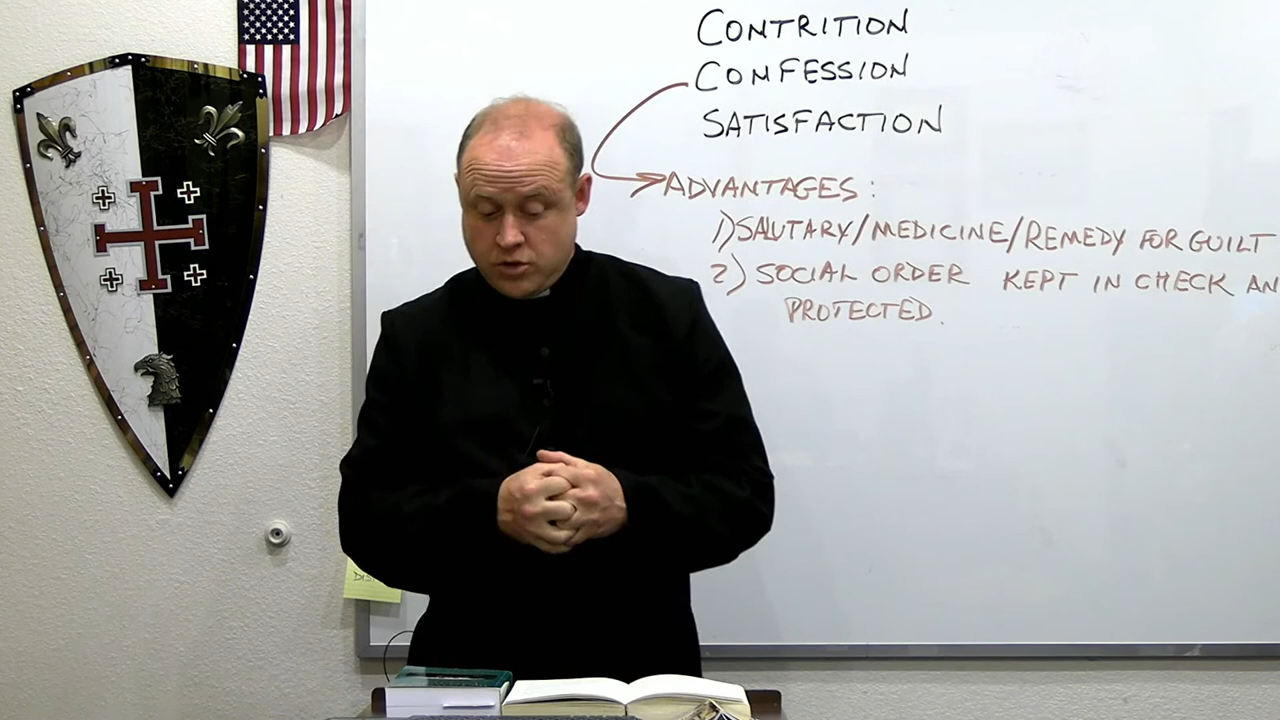 CONTRITION
CONFESSION
SATISFACTION
ADVANTAGES:
1) SALUTARY/MEDICINE/REMEDY FOR GUILT
2) SOCIAL ORDER KEPT IN CHECK AN
PROTECTED.